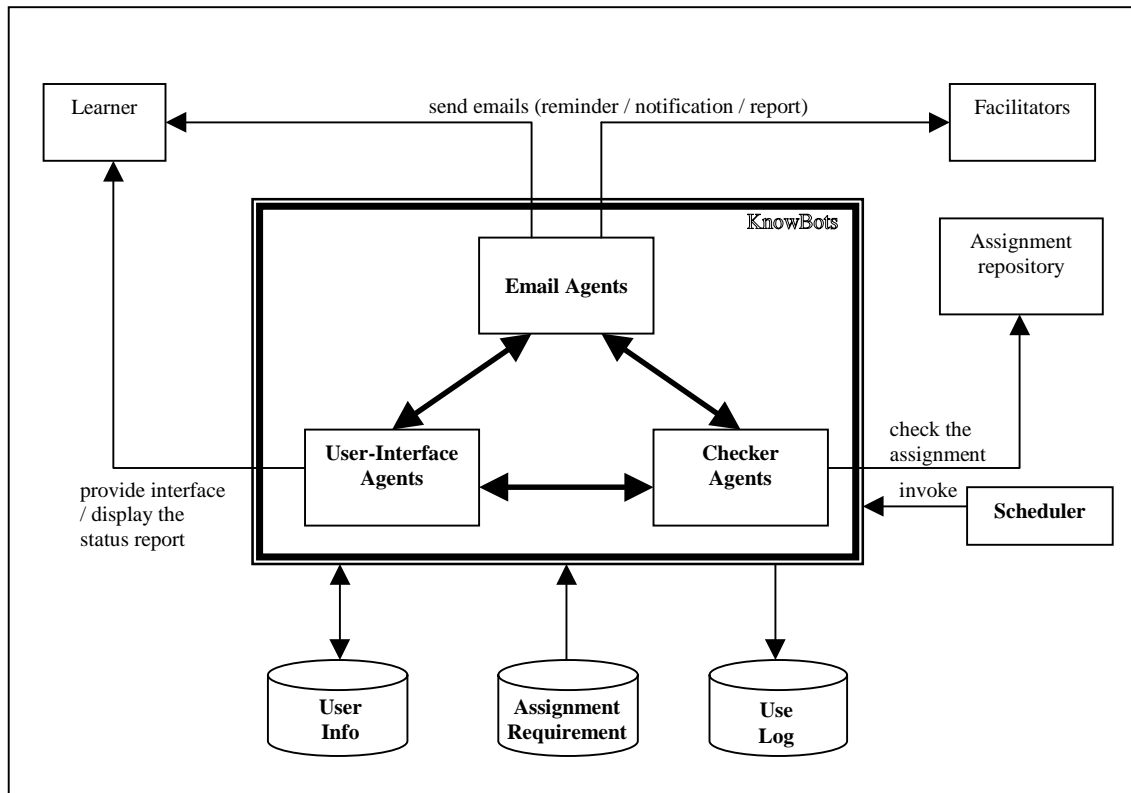 Learner
send emails (reminder / notification / report)
Facilitators
KnowBots
Assignment
repository
Email Agents
User-Interface
Agents
Checker
Agents
check the
assignment
provide interface
/ display the
status report
invoke
Scheduler
User
Info
Assignment
Requirement
Use
Log